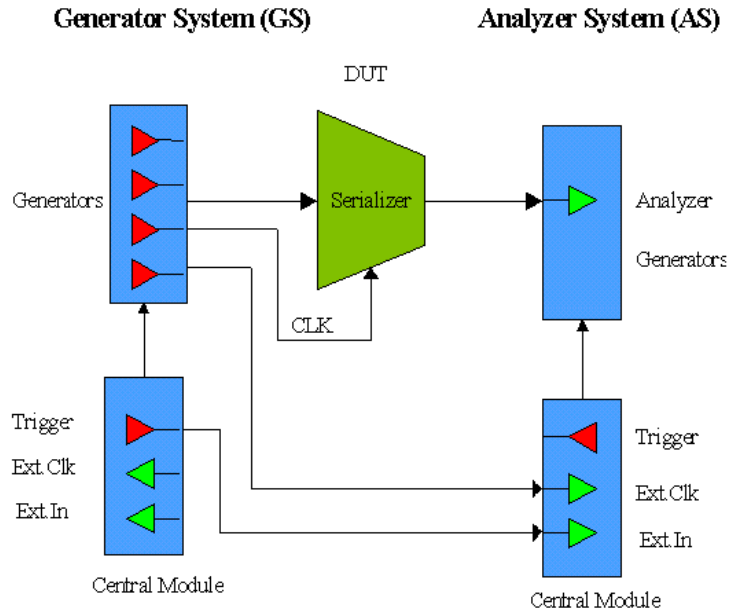 Generator System (GS)
Analyzer System (AS)
DUT
Generators
Serializer
Analyzer
Generators
CLK
Trigger
Ext.Clk
Ext.In
Central Module
Trigger
Ext.Clk
Ext.In
Central Module